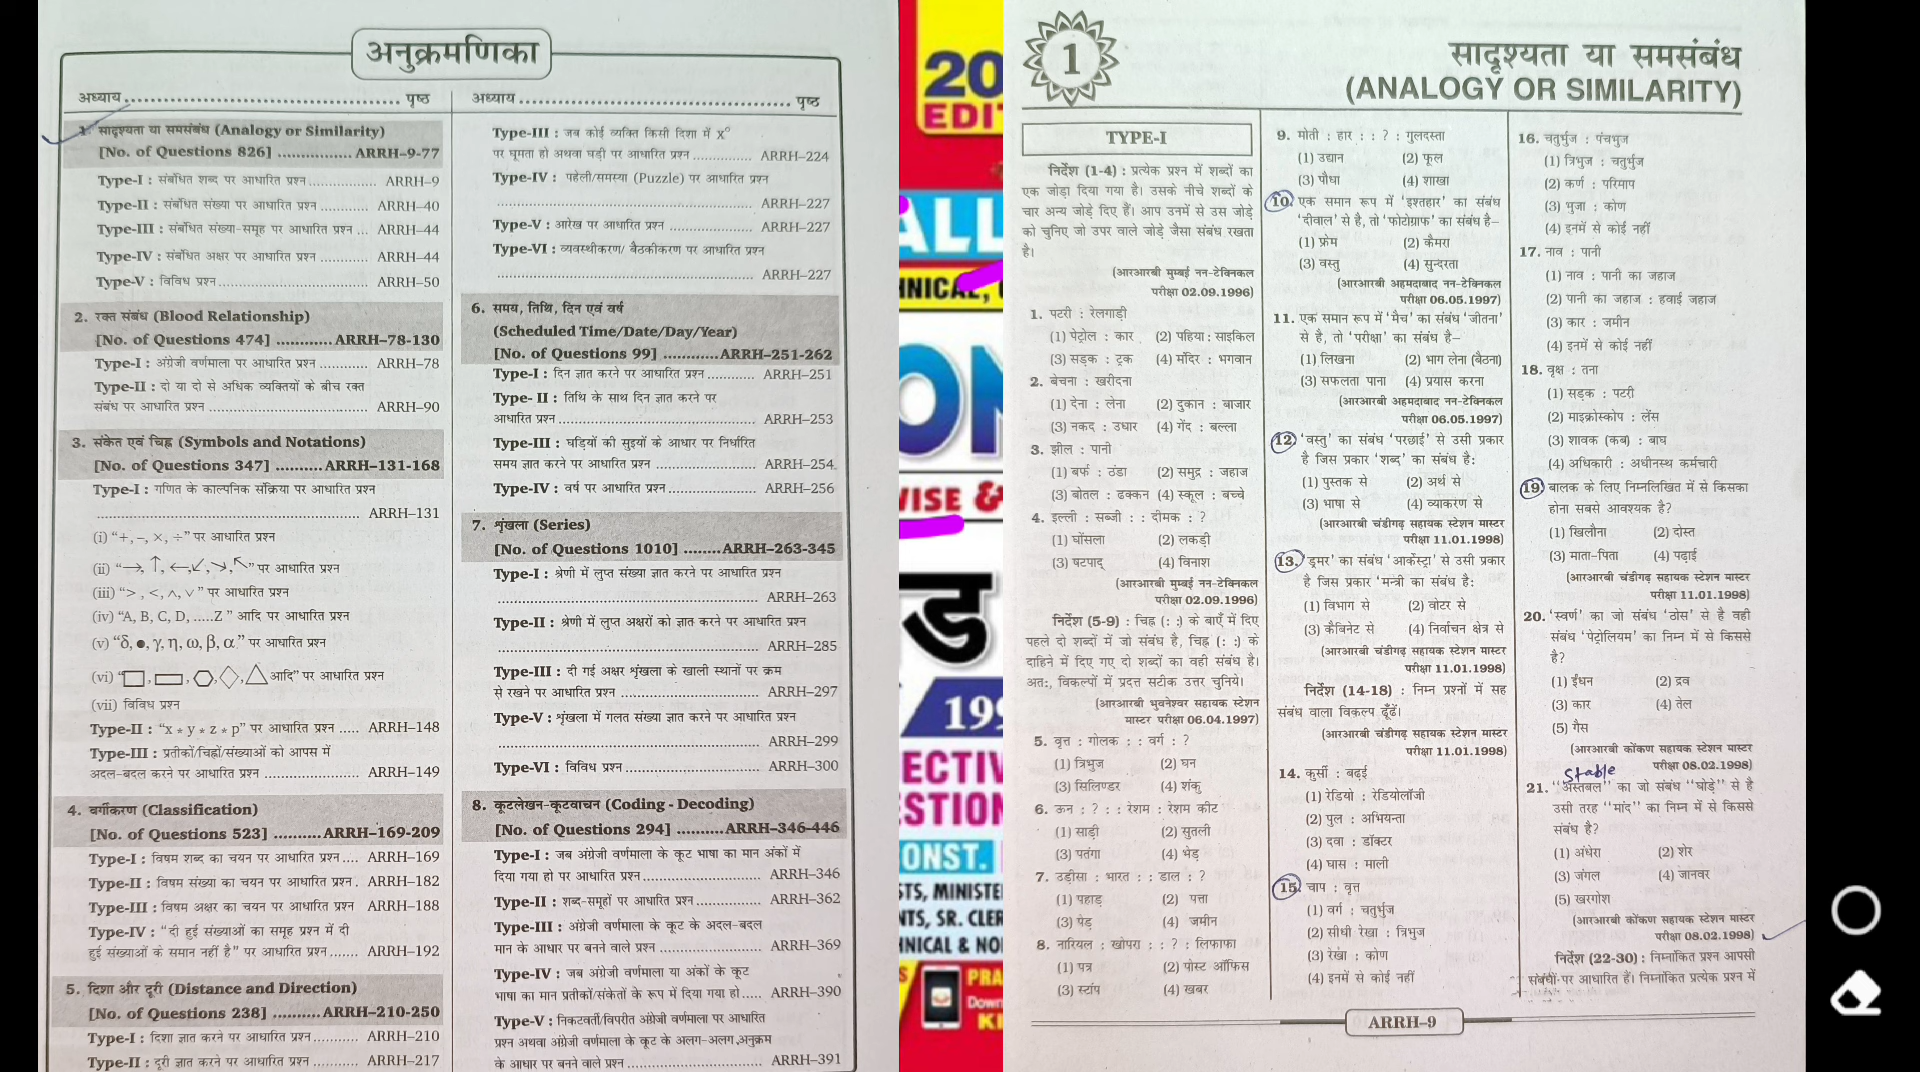 अनुक्रमणिका
अध्याय ............ पृष्ठ
1. सादृश्यता या समसंबंध (Analogy or Similarity)
[No. of Questions 826] ............... ARRH-9-77
Type-I : संबंधित शब्द पर आधारित प्रश्न ............... ARRH–9
Type-II : संबंधित संख्या पर आधारित प्रश्न ............ ARRH–40
Type-III : संबंधित संख्या-समूह पर आधारित प्रश्न ... ARRH–44
Type-IV : संबंधित अक्षर पर आधारित प्रश्न ............ ARRH–44
Type-V : विविध प्रश्न ............ ARRH–50
2. रक्त संबंध (Blood Relationship)
[No. of Questions 474] ............ARRH–78-130
Type-I : अंग्रेजी वर्णमाला पर आधारित प्रश्न ............ ARRH–78
Type-II : दो या दो से अधिक व्यक्तियों के बीच रक्त
संबंध पर आधारित प्रश्न ............ ARRH–90
3. संकेत एवं चिह्न (Symbols and Notations)
[No. of Questions 347] ..........ARRH–131-168
Type-I : गणित के काल्पनिक संक्रिया पर आधारित प्रश्न
............ ARRH–131
(i) “+, –, ×, ÷” पर आधारित प्रश्न
(ii) “→, ↑, ←, ↙, ↘, ↖” पर आधारित प्रश्न
(iii) “> , <, ∧, ∨ ” पर आधारित प्रश्न
(iv) “A, B, C, D, .....Z ” आदि पर आधारित प्रश्न
(v) “δ, ●, γ, η, ω, β, α ” पर आधारित प्रश्न
(vi) “□, ▭, ⬡, ◇, △ आदि” पर आधारित प्रश्न
(vii) विविध प्रश्न
Type-II : “x * y * z * p” पर आधारित प्रश्न ..... ARRH–148
Type-III : प्रतीकों/चिह्नों/संख्याओं को आपस में
अदल-बदल करने पर आधारित प्रश्न ............ ARRH–149
4. वर्गीकरण (Classification)
[No. of Questions 523] ..........ARRH-169-209
Type-I : विषम शब्द का चयन पर आधारित प्रश्न .... ARRH–169
Type-II : विषम संख्या का चयन पर आधारित प्रश्न . ARRH–182
Type-III : विषम अक्षर का चयन पर आधारित प्रश्न ARRH–188
Type-IV : “दी हुई संख्याओं का समूह प्रश्न में दी
हुई संख्याओं के समान नहीं है” पर आधारित प्रश्न....... ARRH–192
5. दिशा और दूरी (Distance and Direction)
[No. of Questions 238] ..........ARRH-210-250
Type-I : दिशा ज्ञात करने पर आधारित प्रश्न ........... ARRH–210
Type-II : दूरी ज्ञात करने पर आधारित प्रश्न ........... ARRH–217
अध्याय ............ पृष्ठ
Type-III : जब कोई व्यक्ति किसी दिशा में x°
पर घूमता हो अथवा घड़ी पर आधारित प्रश्न ............ ARRH–224
Type-IV : पहेली/समस्या (Puzzle) पर आधारित प्रश्न
............ ARRH–227
Type-V : आरेख पर आधारित प्रश्न ............ ARRH–227
Type-VI : व्यवस्थीकरण/ बैठकीकरण पर आधारित प्रश्न
............ ARRH–227
6. समय, तिथि, दिन एवं वर्ष
(Scheduled Time/Date/Day/Year)
[No. of Questions 99] ............ARRH–251-262
Type-I : दिन ज्ञात करने पर आधारित प्रश्न ............ ARRH–251
Type- II : तिथि के साथ दिन ज्ञात करने पर
आधारित प्रश्न ............ ARRH–253
Type-III : घड़ियों की सुइयों के आधार पर निर्धारित
समय ज्ञात करने पर आधारित प्रश्न ............ ARRH–254
Type-IV : वर्ष पर आधारित प्रश्न ............ ARRH–256
7. शृंखला (Series)
[No. of Questions 1010] ........ARRH–263-345
Type-I : श्रेणी में लुप्त संख्या ज्ञात करने पर आधारित प्रश्न
............ ARRH–263
Type-II : श्रेणी में लुप्त अक्षरों को ज्ञात करने पर आधारित प्रश्न
............ ARRH–285
Type-III : दी गई अक्षर शृंखला के खाली स्थानों पर क्रम
से रखने पर आधारित प्रश्न ............ ARRH–297
Type-V : शृंखला में गलत संख्या ज्ञात करने पर आधारित प्रश्न
............ ARRH–299
Type-VI : विविध प्रश्न ............ ARRH–300
8. कूटलेखन-कूटवाचन (Coding - Decoding)
[No. of Questions 294] ..........ARRH–346-446
Type-I : जब अंग्रेजी वर्णमाला के कूट भाषा का मान अंकों में
दिया गया हो पर आधारित प्रश्न ............ ARRH–346
Type-II : शब्द-समूहों पर आधारित प्रश्न ............ ARRH–362
Type-III : अंग्रेजी वर्णमाला के कूट के अदल-बदल
मान के आधार पर बनने वाले प्रश्न ............ ARRH–369
Type-IV : जब अंग्रेजी वर्णमाला या अंकों के कूट
भाषा का मान प्रतीकों/संकेतों के रूप में दिया गया हो..... ARRH–390
Type-V : निकटवर्ती/विपरीत अंग्रेजी वर्णमाला पर आधारित
प्रश्न अथवा अंग्रेजी वर्णमाला के कूट के अलग-अलग,अनुक्रम
के आधार पर बनने वाले प्रश्न ............ ARRH–391
20
EDI
ALL
HNICAL,
ON
WISE &
ड
199
ECTIV
ESTION
CONST.
STS, MINISTE
NTS, SR. CLER
HNICAL & NO
PRA
Down
KI
1
सादृश्यता या समसंबंध
(ANALOGY OR SIMILARITY)
TYPE-I
निर्देश (1-4) : प्रत्येक प्रश्न में शब्दों का
एक जोड़ा दिया गया है। उसके नीचे शब्दों के
चार अन्य जोड़े दिए हैं। आप उनमें से उस जोड़े
को चुनिए जो उपर वाले जोड़े जैसा संबंध रखता
है।
(आरआरबी मुम्बई नन-टेक्निकल
परीक्षा 02.09.1996)
1. पटरी : रेलगाड़ी
(1) पेट्रोल : कार (2) पहिया : साइकिल
(3) सड़क : ट्रक (4) मंदिर : भगवान
2. बेचना : खरीदना
(1) देना : लेना (2) दुकान : बाजार
(3) नकद : उधार (4) गेंद : बल्ला
3. झील : पानी
(1) बर्फ : ठंडा (2) समुद्र : जहाज
(3) बोतल : ढक्कन (4) स्कूल : बच्चे
4. इल्ली : सब्जी : : दीमक : ?
(1) घोंसला (2) लकड़ी
(3) षटपाद् (4) विनाश
(आरआरबी मुम्बई नन-टेक्निकल
परीक्षा 02.09.1996)
निर्देश (5-9) : चिह्न (: :) के बाएँ में दिए
पहले दो शब्दों में जो संबंध है, चिह्न (: :) के
दाहिने में दिए गए दो शब्दों का वही संबंध है।
अतः, विकल्पों में प्रदत्त सटीक उत्तर चुनिये।
(आरआरबी भुवनेश्वर सहायक स्टेशन
मास्टर परीक्षा 06.04.1997)
5. वृत्त : गोलक : : वर्ग : ?
(1) त्रिभुज (2) घन
(3) सिलिण्डर (4) शंकु
6. ऊन : ? : : रेशम : रेशम कीट
(1) साड़ी (2) सुतली
(3) पतंगा (4) भेड़
7. उड़ीसा : भारत : : डाल : ?
(1) पहाड़ (2) पत्ता
(3) पेड़ (4) जमीन
8. नारियल : खोपरा : : ? : लिफाफा
(1) पत्र (2) पोस्ट ऑफिस
(3) स्टांप (4) खबर
9. मोती : हार : : ? : गुलदस्ता
(1) उद्यान (2) फूल
(3) पौधा (4) शाखा
10. एक समान रूप में ‘इश्तहार’ का संबंध
‘दीवाल’ से है, तो ‘फोटोग्राफ’ का संबंध है–
(1) फ्रेम (2) कैमरा
(3) वस्तु (4) सुन्दरता
(आरआरबी अहमदाबाद नन-टेक्निकल
परीक्षा 06.05.1997)
11. एक समान रूप में ‘मैच’ का संबंध ‘जीतना’
से है, तो ‘परीक्षा’ का संबंध है–
(1) लिखना (2) भाग लेना (बैठना)
(3) सफलता पाना (4) प्रयास करना
(आरआरबी अहमदाबाद नन-टेक्निकल
परीक्षा 06.05.1997)
12. ‘वस्तु’ का संबंध ‘परछाई’ से उसी प्रकार
है जिस प्रकार ‘शब्द’ का संबंध है:
(1) पुस्तक से (2) अर्थ से
(3) भाषा से (4) व्याकरण से
(आरआरबी चंडीगढ़ सहायक स्टेशन मास्टर
परीक्षा 11.01.1998)
13. ‘ड्रमर’ का संबंध ‘आर्केस्ट्रा’ से उसी प्रकार
है जिस प्रकार ‘मन्त्री का संबंध है:
(1) विभाग से (2) वोटर से
(3) कैबिनेट से (4) निर्वाचन क्षेत्र से
(आरआरबी चंडीगढ़ सहायक स्टेशन मास्टर
परीक्षा 11.01.1998)
निर्देश (14-18) : निम्न प्रश्नों में सह
संबंध वाला विकल्प ढूँढें।
(आरआरबी चंडीगढ़ सहायक स्टेशन मास्टर
परीक्षा 11.01.1998)
14. कुर्सी : बढ़ई
(1) रेडियो : रेडियोलॉजी
(2) पुल : अभियन्ता
(3) दवा : डॉक्टर
(4) घास : माली
15. चाप : वृत्त
(1) वर्ग : चतुर्भुज
(2) सीधी रेखा : त्रिभुज
(3) रेखा : कोण
(4) इनमें से कोई नहीं
16. चतुर्भुज : पंचभुज
(1) त्रिभुज : चतुर्भुज
(2) कर्ण : परिमाप
(3) भुजा : कोण
(4) इनमें से कोई नहीं
17. नाव : पानी
(1) नाव : पानी का जहाज
(2) पानी का जहाज : हवाई जहाज
(3) कार : जमीन
(4) इनमें से कोई नहीं
18. वृक्ष : तना
(1) सड़क : पटरी
(2) माइक्रोस्कोप : लेंस
(3) शावक (कब) : बाघ
(4) अधिकारी : अधीनस्थ कर्मचारी
19. बालक के लिए निम्नलिखित में से किसका
होना सबसे आवश्यक है?
(1) खिलौना (2) दोस्त
(3) माता-पिता (4) पढ़ाई
(आरआरबी चंडीगढ़ सहायक स्टेशन मास्टर
परीक्षा 11.01.1998)
20. ‘स्वर्ण’ का जो संबंध ‘ठोस’ से है वही
संबंध ‘पेट्रोलियम’ का निम्न में से किससे
है?
(1) ईंधन (2) द्रव
(3) कार (4) तेल
(5) गैस
(आरआरबी कोंकण सहायक स्टेशन मास्टर
परीक्षा 08.02.1998)
Stable
21. ‘‘अस्तबल’’ का जो संबंध ‘‘घोड़े’’ से है
उसी तरह ‘‘मांद’’ का निम्न में से किससे
संबंध है?
(1) अंधेरा (2) शेर
(3) जंगल (4) जानवर
(5) खरगोश
(आरआरबी कोंकण सहायक स्टेशन मास्टर
परीक्षा 08.02.1998)
निर्देश (22-30) : निम्नांकित प्रश्न आपसी
संबंधों पर आधारित हैं। निम्नांकित प्रत्येक प्रश्न में
ARRH–9